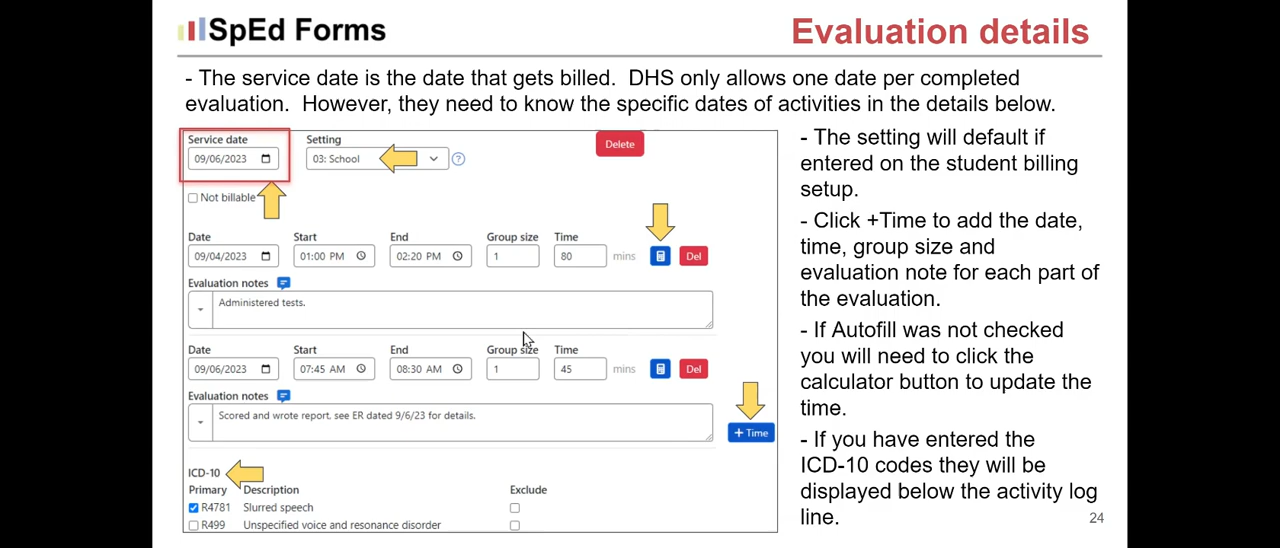 SpEd Forms
Evaluation details
- The service date is the date that gets billed. DHS only allows one date per completed
evaluation. However, they need to know the specific dates of activities in the details below.
Service date
Setting
Delete
09/06/2023
03: School
?
Not billable
Date
Start
End
Group size
Time
09/04/2023
01:00 PM
02:20 PM
1
80
mins
Del
Evaluation notes
Administered tests.
Date
Start
End
Group size
Time
09/06/2023
07:45 AM
08:30 AM
1
45
mins
Del
Evaluation notes
Scored and wrote report, see ER dated 9/6/23 for details.
+ Time
ICD-10
Primary
Description
Exclude
R4781
Slurred speech
R499
Unspecified voice and resonance disorder
- The setting will default if
entered on the student billing
setup.
- Click +Time to add the date,
time, group size and
evaluation note for each part of
the evaluation.
- If Autofill was not checked
you will need to click the
calculator button to update the
time.
- If you have entered the
ICD-10 codes they will be
displayed below the activity log
line.
24